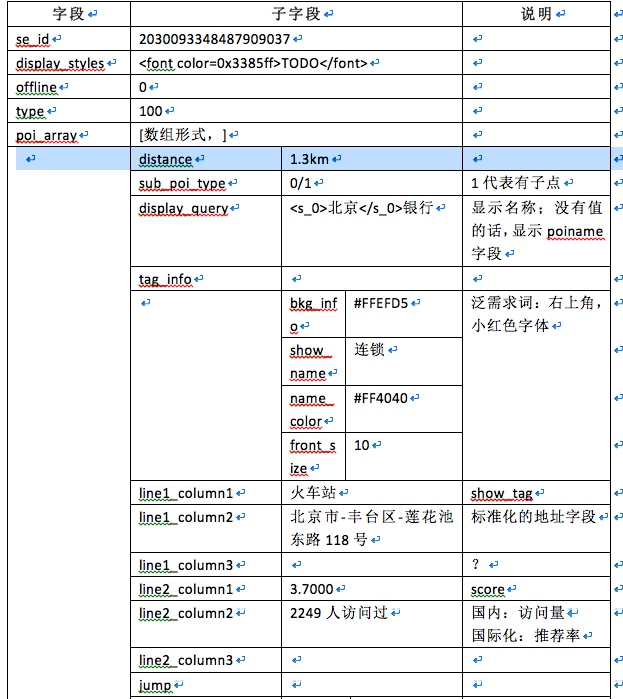 字段 子字段 说明
se_id 2030093348487909037
display_styles <font color=0x3385ff>TODO</font>
offline 0
type 100
poi_array [数组形式，]
distance 1.3km
sub_poi_type 0/1 1代表有子点
display_query <s_0>北京</s_0>银行 显示名称；没有值
的话，显示 poiname
字段
tag_info
bkg_inf #FFEFD5 泛需求词：右上角，
o 小红色字体
show_ 连锁
name
name_ #FF4040
color
front_s 10
ize
line1_column1 火车站 show_tag
line1_column2 北京市-丰台区-莲花池 标准化的地址字段
东路 118 号
line1_column3 ？
line2_column1 3.7000 score
line2_column2 2249 人访问过 国内：访问量
国际化：推荐率
line2_column3
jump